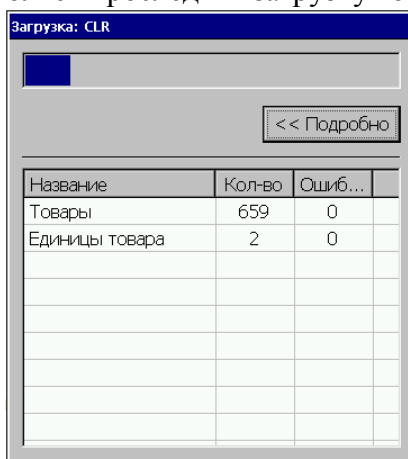 Загрузка: CLR
<< Подробно
Название Кол-во Ошиб...
Товары 659 0
Единицы товара 2 0